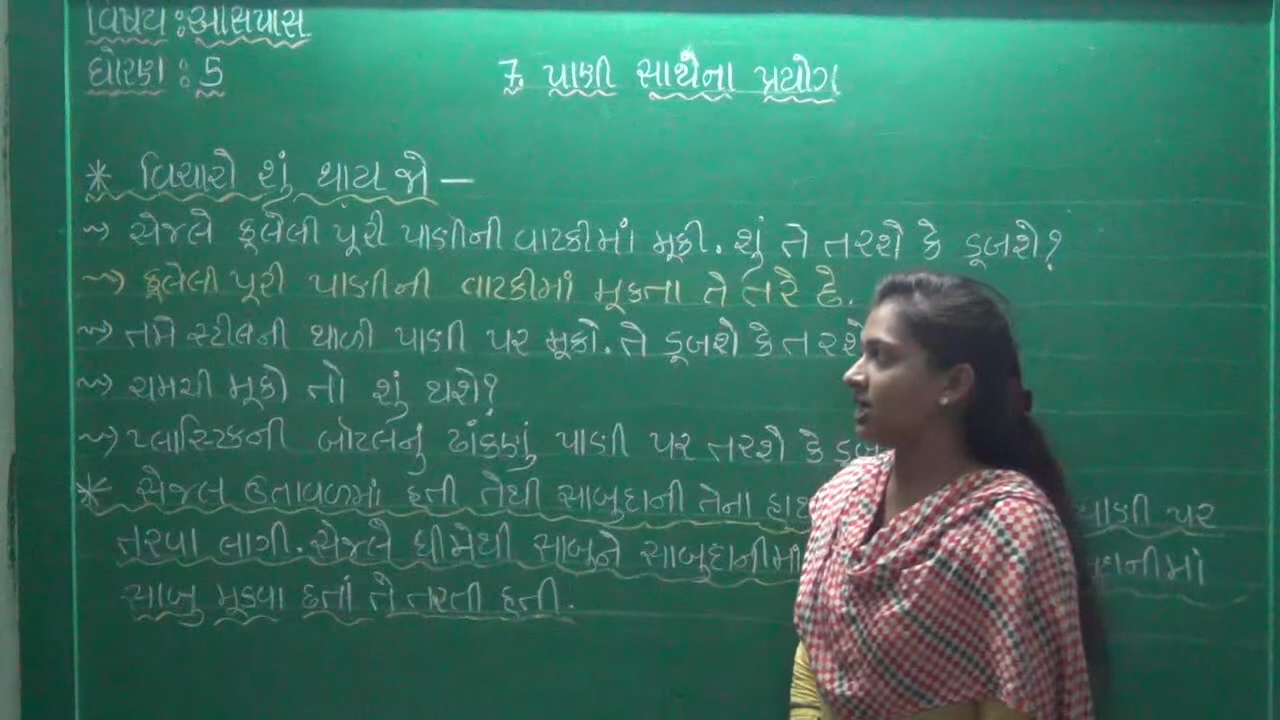 વિષય : આસપાસ
ધોરણ : 5
7. પાણી સાથેના પ્રયોગ
* વિચારો શું થાય જો –
~> સેજલે ફૂલેલી પૂરી પાણીની વાટકીમાં મૂકી. શું તે તરશે કે ડૂબશે?
~> ફૂલેલી પૂરી પાણીની વાટકીમાં મૂકતા તે તરે છે.
~> તમે સ્ટીલની થાળી પાણી પર મૂકો. તે ડૂબશે કે તરશે
~> ચમચી મૂકો તો શું થશે?
~> પ્લાસ્ટિકની બોટલનું ઢાંકણું પાણી પર તરશે કે
* સેજલ ઉતાવળમાં હતી તેથી સાબુદાની તેના પાણી પર
તરવા લાગી. સેજલે ધીમેથી સાબુને સાબુદાનીમાં
સાબુ મૂકવા છતાં તે તરતી હતી.